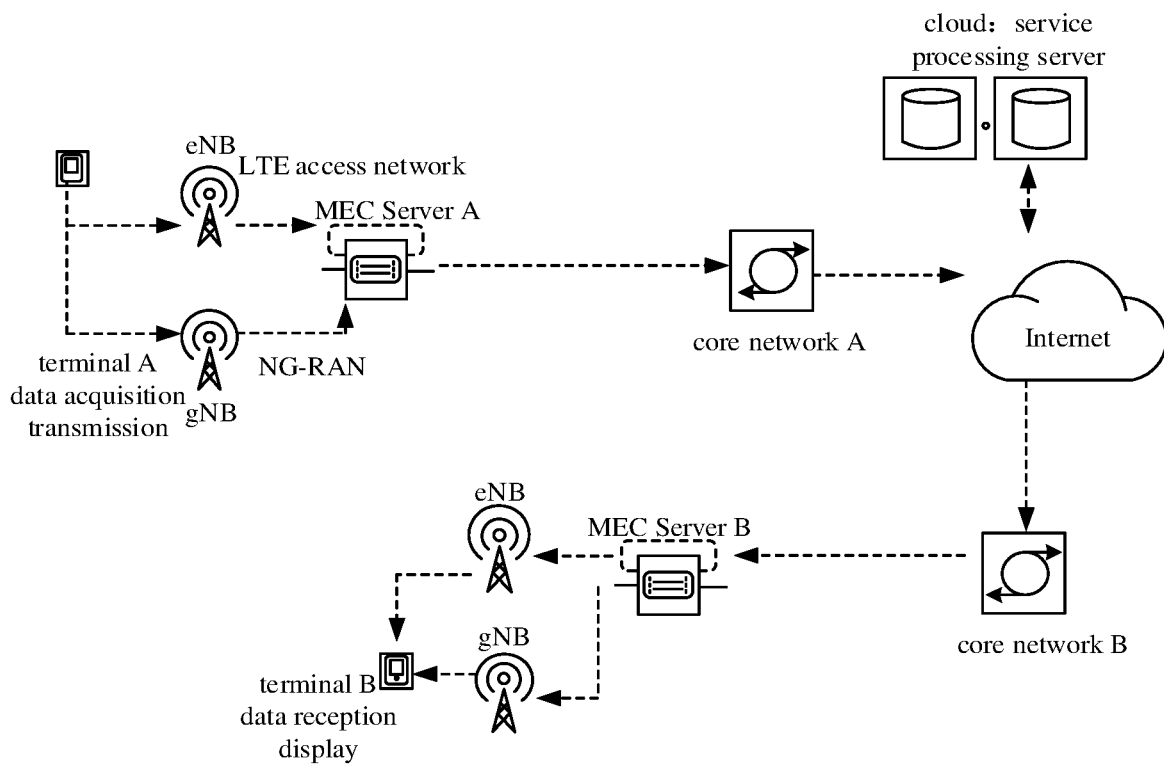 cloud：service
processing server
eNB
LTE access network
MEC Server A
terminal A
data acquisition
transmission
gNB
NG-RAN
core network A
Internet
eNB
MEC Server B
gNB
terminal B
data reception
display
core network B